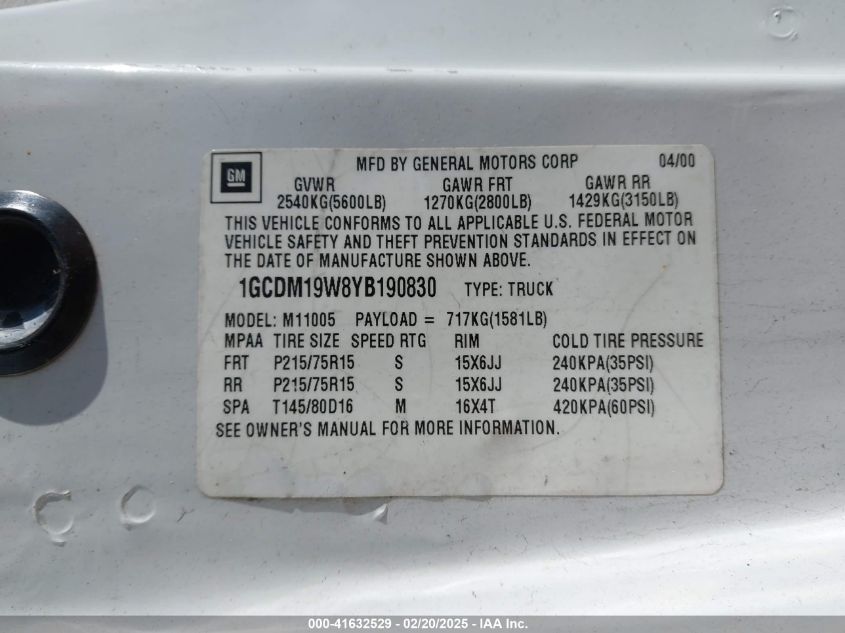 GM
MFD BY GENERAL MOTORS CORP 04/00
GVWR GAWR FRT GAWR RR
2540KG(5600LB) 1270KG(2800LB) 1429KG(3150LB)
THIS VEHICLE CONFORMS TO ALL APPLICABLE U.S. FEDERAL MOTOR
VEHICLE SAFETY AND THEFT PREVENTION STANDARDS IN EFFECT ON
THE DATE OF MANUFACTURE SHOWN ABOVE.
1GCDM19W8YB190830 TYPE: TRUCK
MODEL: M11005 PAYLOAD = 717KG(1581LB)
MPAA TIRE SIZE SPEED RTG RIM COLD TIRE PRESSURE
FRT P215/75R15 S 15X6JJ 240KPA(35PSI)
RR P215/75R15 S 15X6JJ 240KPA(35PSI)
SPA T145/80D16 M 16X4T 420KPA(60PSI)
SEE OWNER'S MANUAL FOR MORE INFORMATION.
000-41632529 - 02/20/2025 - IAA Inc.